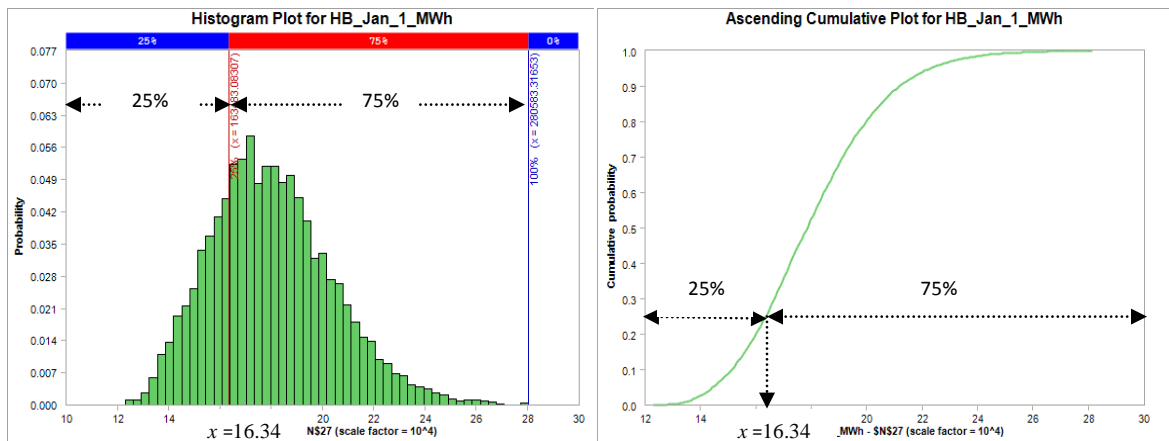 Histogram Plot for HB_Jan_1_MWh
25% 75% 0%
0.077
0.070
0.063
0.056
0.049
0.042
0.035
0.028
0.021
0.014
0.007
0.000
Probability
25% 75%
25% (x =
100% (x = 280583.31653)
10 12 14 20 22 24 26 28 30
x =16.34 N$27 (scale factor = 10^4)
Ascending Cumulative Plot for HB_Jan_1_MWh
1.0
0.9
0.8
0.7
0.6
0.5
0.4
0.3
0.2
0.1
0.0
Cumulative probability
25% 75%
12 14 20 22 24 26 28 30
x =16.34 _MWh - $N$27 (scale factor = 10^4)